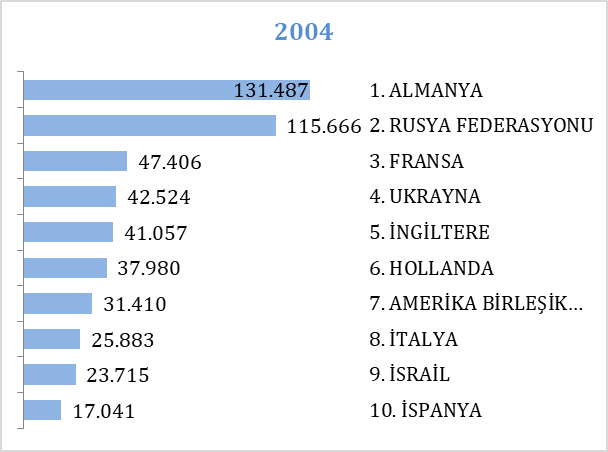 2004
131.487 1. ALMANYA
115.666 2. RUSYA FEDERASYONU
47.406 3. FRANSA
42.524 4. UKRAYNA
41.057 5. İNGİLTERE
37.980 6. HOLLANDA
31.410 7. AMERİKA BİRLEŞİK...
25.883 8. İTALYA
23.715 9. İSRAİL
17.041 10. İSPANYA